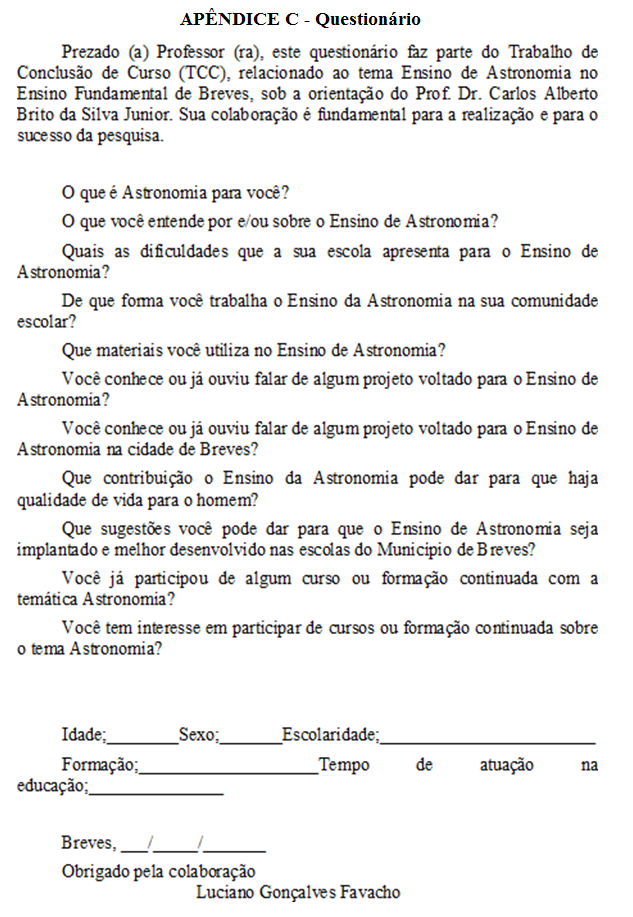 APÊNDICE C - Questionário
Prezado (a) Professor (ra), este questionário faz parte do Trabalho de
Conclusão de Curso (TCC), relacionado ao tema Ensino de Astronomia no
Ensino Fundamental de Breves, sob a orientação do Prof. Dr. Carlos Alberto
Brito da Silva Junior. Sua colaboração é fundamental para a realização e para o
sucesso da pesquisa.
O que é Astronomia para você?
O que você entende por e/ou sobre o Ensino de Astronomia?
Quais as dificuldades que a sua escola apresenta para o Ensino de
Astronomia?
De que forma você trabalha o Ensino da Astronomia na sua comunidade
escolar?
Que materiais você utiliza no Ensino de Astronomia?
Você conhece ou já ouviu falar de algum projeto voltado para o Ensino de
Astronomia?
Você conhece ou já ouviu falar de algum projeto voltado para o Ensino de
Astronomia na cidade de Breves?
Que contribuição o Ensino da Astronomia pode dar para que haja
qualidade de vida para o homem?
Que sugestões você pode dar para que o Ensino de Astronomia seja
implantado e melhor desenvolvido nas escolas do Municipio de Breves?
Você já participou de algum curso ou formação continuada com a
temática Astronomia?
Você tem interesse em participar de cursos ou formação continuada sobre
o tema Astronomia?
Idade;________Sexo;_______Escolaridade;________________________
Formação;____________________Tempo de atuação na
educação;_______________
Breves, ___/_____/_______
Obrigado pela colaboração
Luciano Gonçalves Favacho